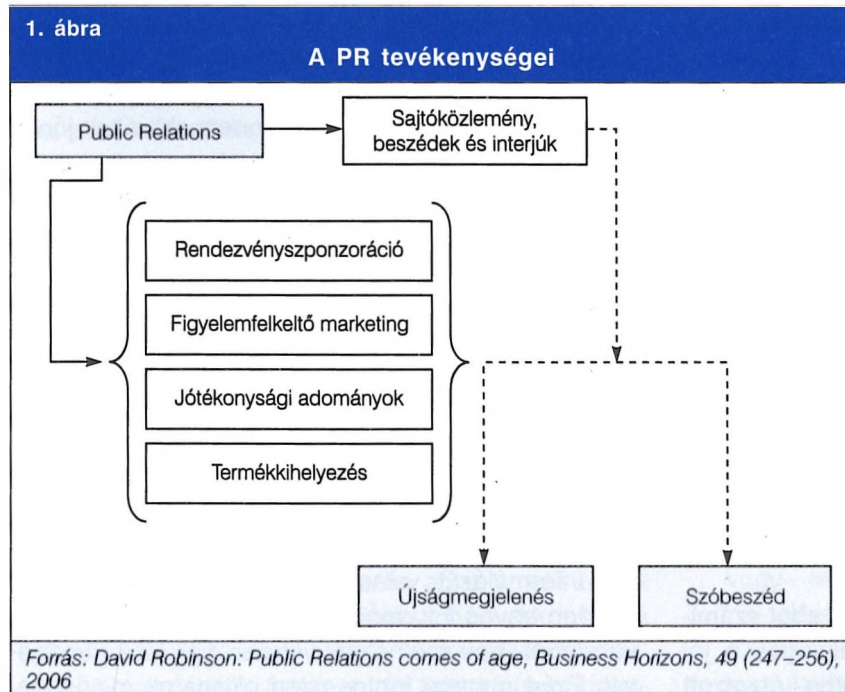 1. ábra
A PR tevékenységei
Public Relations
Sajtóközlemény,
beszédek és interjúk
Rendezvényszponzoráció
Figyelemfelkeltő marketing
Jótékonysági adományok
Termékkihelyezés
Újságmegjelenés
Szóbeszéd
Forrás: David Robinson: Public Relations comes of age, Business Horizons, 49 (247–256),
2006